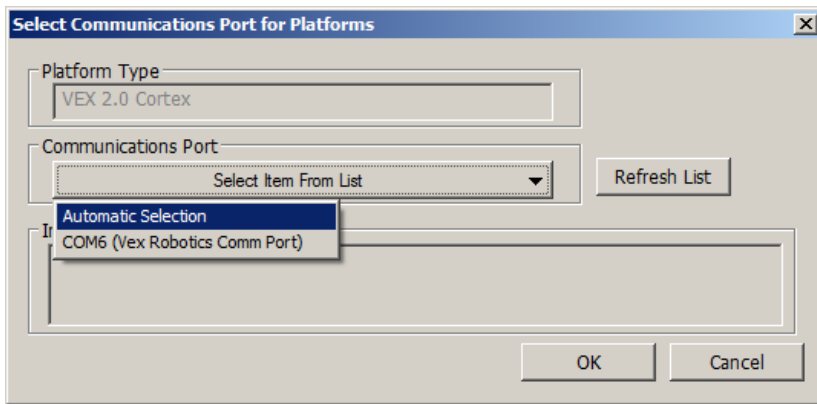 Select Communications Port for Platforms
Platform Type
VEX 2.0 Cortex
Communications Port
Select Item From List
Refresh List
Automatic Selection
COM6 (Vex Robotics Comm Port)
OK
Cancel